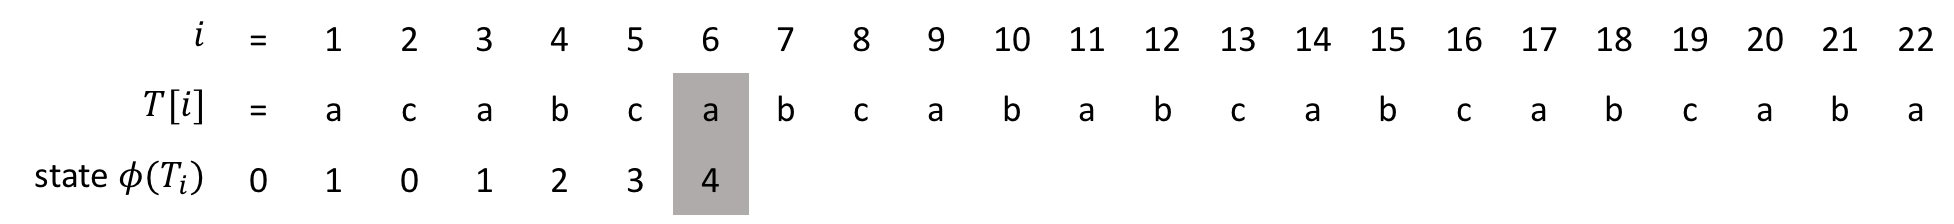 i = 1 2 3 4 5 6 7 8 9 10 11 12 13 14 15 16 17 18 19 20 21 22
T[i] = a c a b c a b c a b a b c a b c a b c a b a
state ϕ(Tᵢ) 0 1 0 1 2 3 4